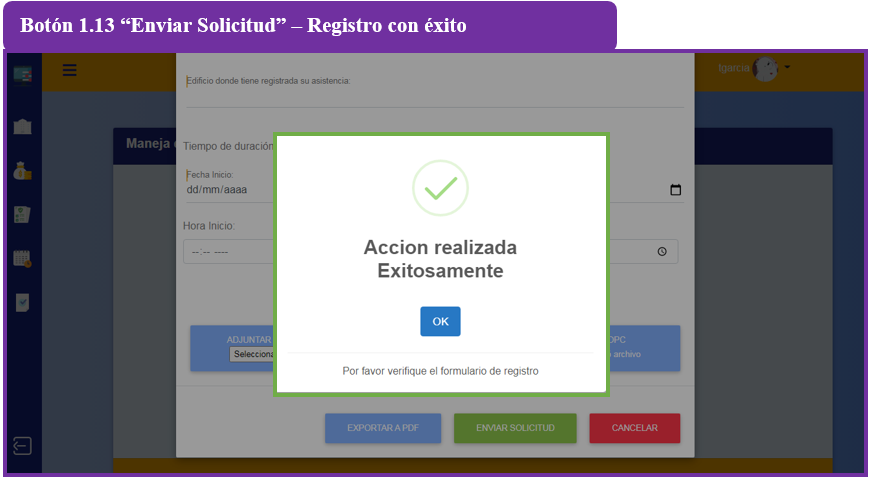 Botón 1.13 “Enviar Solicitud” – Registro con éxito
tgarcia
Edificio donde tiene registrada su asistencia:
Maneja
Tiempo de duración
Fecha Inicio:
dd/mm/aaaa
Hora Inicio:
--:-- ----
Accion realizada
Exitosamente
OK
Por favor verifique el formulario de registro
ADJUNTAR
OPC
Selecciona
archivo
EXPORTAR A PDF
ENVIAR SOLICITUD
CANCELAR